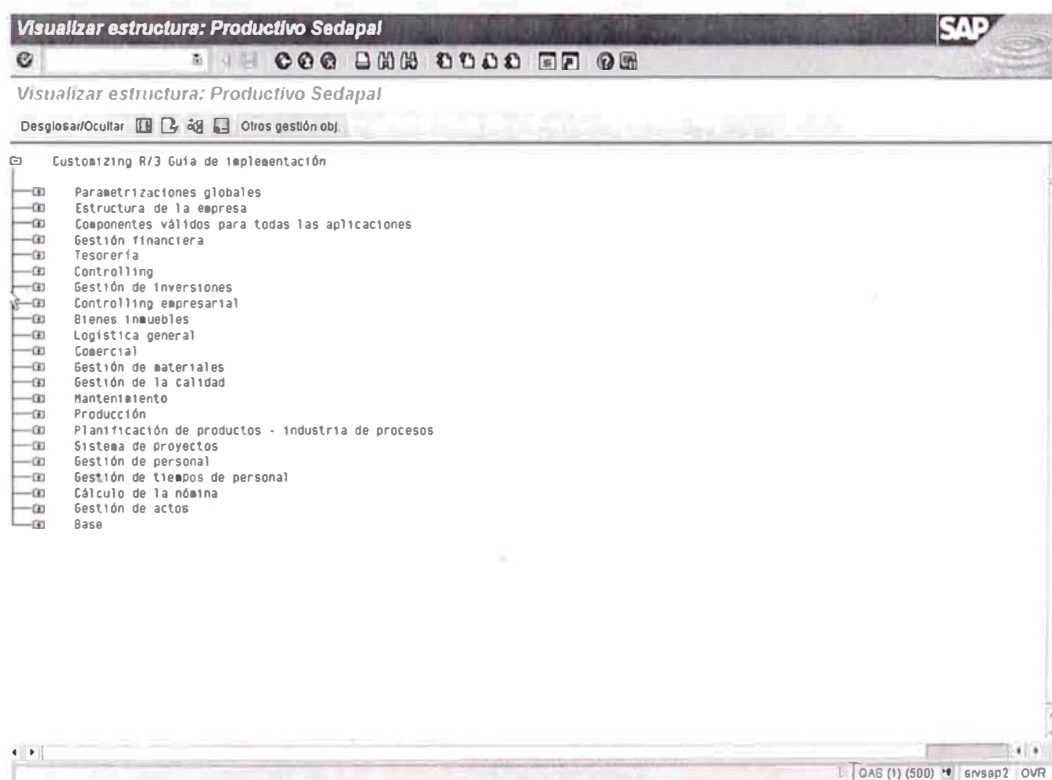 Visualizar estructura: Productivo Sedapal
SAP
Visualizar estructura: Productivo Sedapal
Desglosar/Ocultar Otros gestión obj.
Customizing R/3 Guía de implementación
Parametrizaciones globales
Estructura de la empresa
Componentes válidos para todas las aplicaciones
Gestión financiera
Tesorería
Controlling
Gestión de inversiones
Controlling empresarial
Bienes inmuebles
Logística general
Comercial
Gestión de materiales
Gestión de la calidad
Mantenimiento
Producción
Planificación de productos - industria de procesos
Sistema de proyectos
Gestión de personal
Gestión de tiempos de personal
Cálculo de la nómina
Gestión de actos
Base
QAS (1) (500) srvsap2 OVR